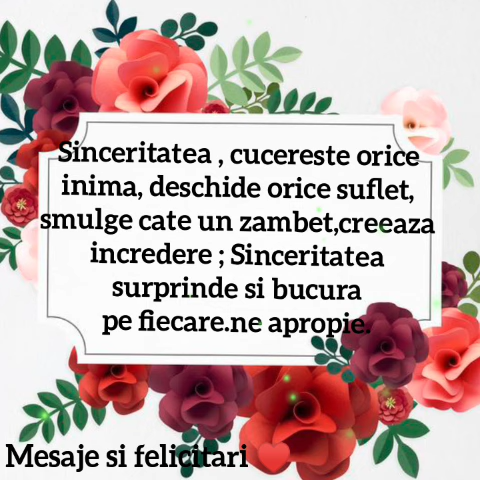 Sinceritatea , cucereste orice
inima, deschide orice suflet,
smulge cate un zambet,creeaza
incredere ; Sinceritatea
surprinde si bucura
pe fiecare.ne apropie.
Mesaje si felicitari ❤️